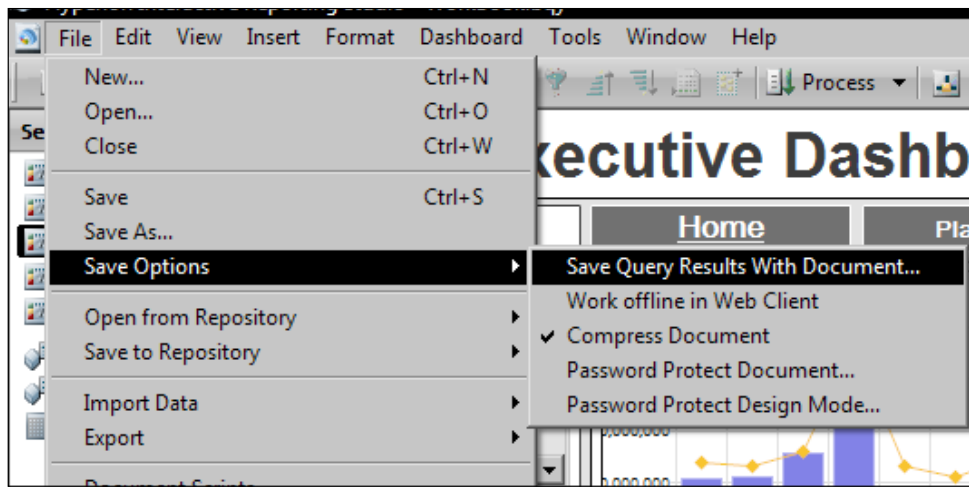 File Edit View Insert Format Dashboard Tools Window Help
New... Ctrl+N
Open... Ctrl+O
Close Ctrl+W
Save Ctrl+S
Save As...
Save Options
Open from Repository
Save to Repository
Import Data
Export
Process
Se
xecutive Dashb
Home
Pla
Save Query Results With Document...
Work offline in Web Client
Compress Document
Password Protect Document...
Password Protect Design Mode...